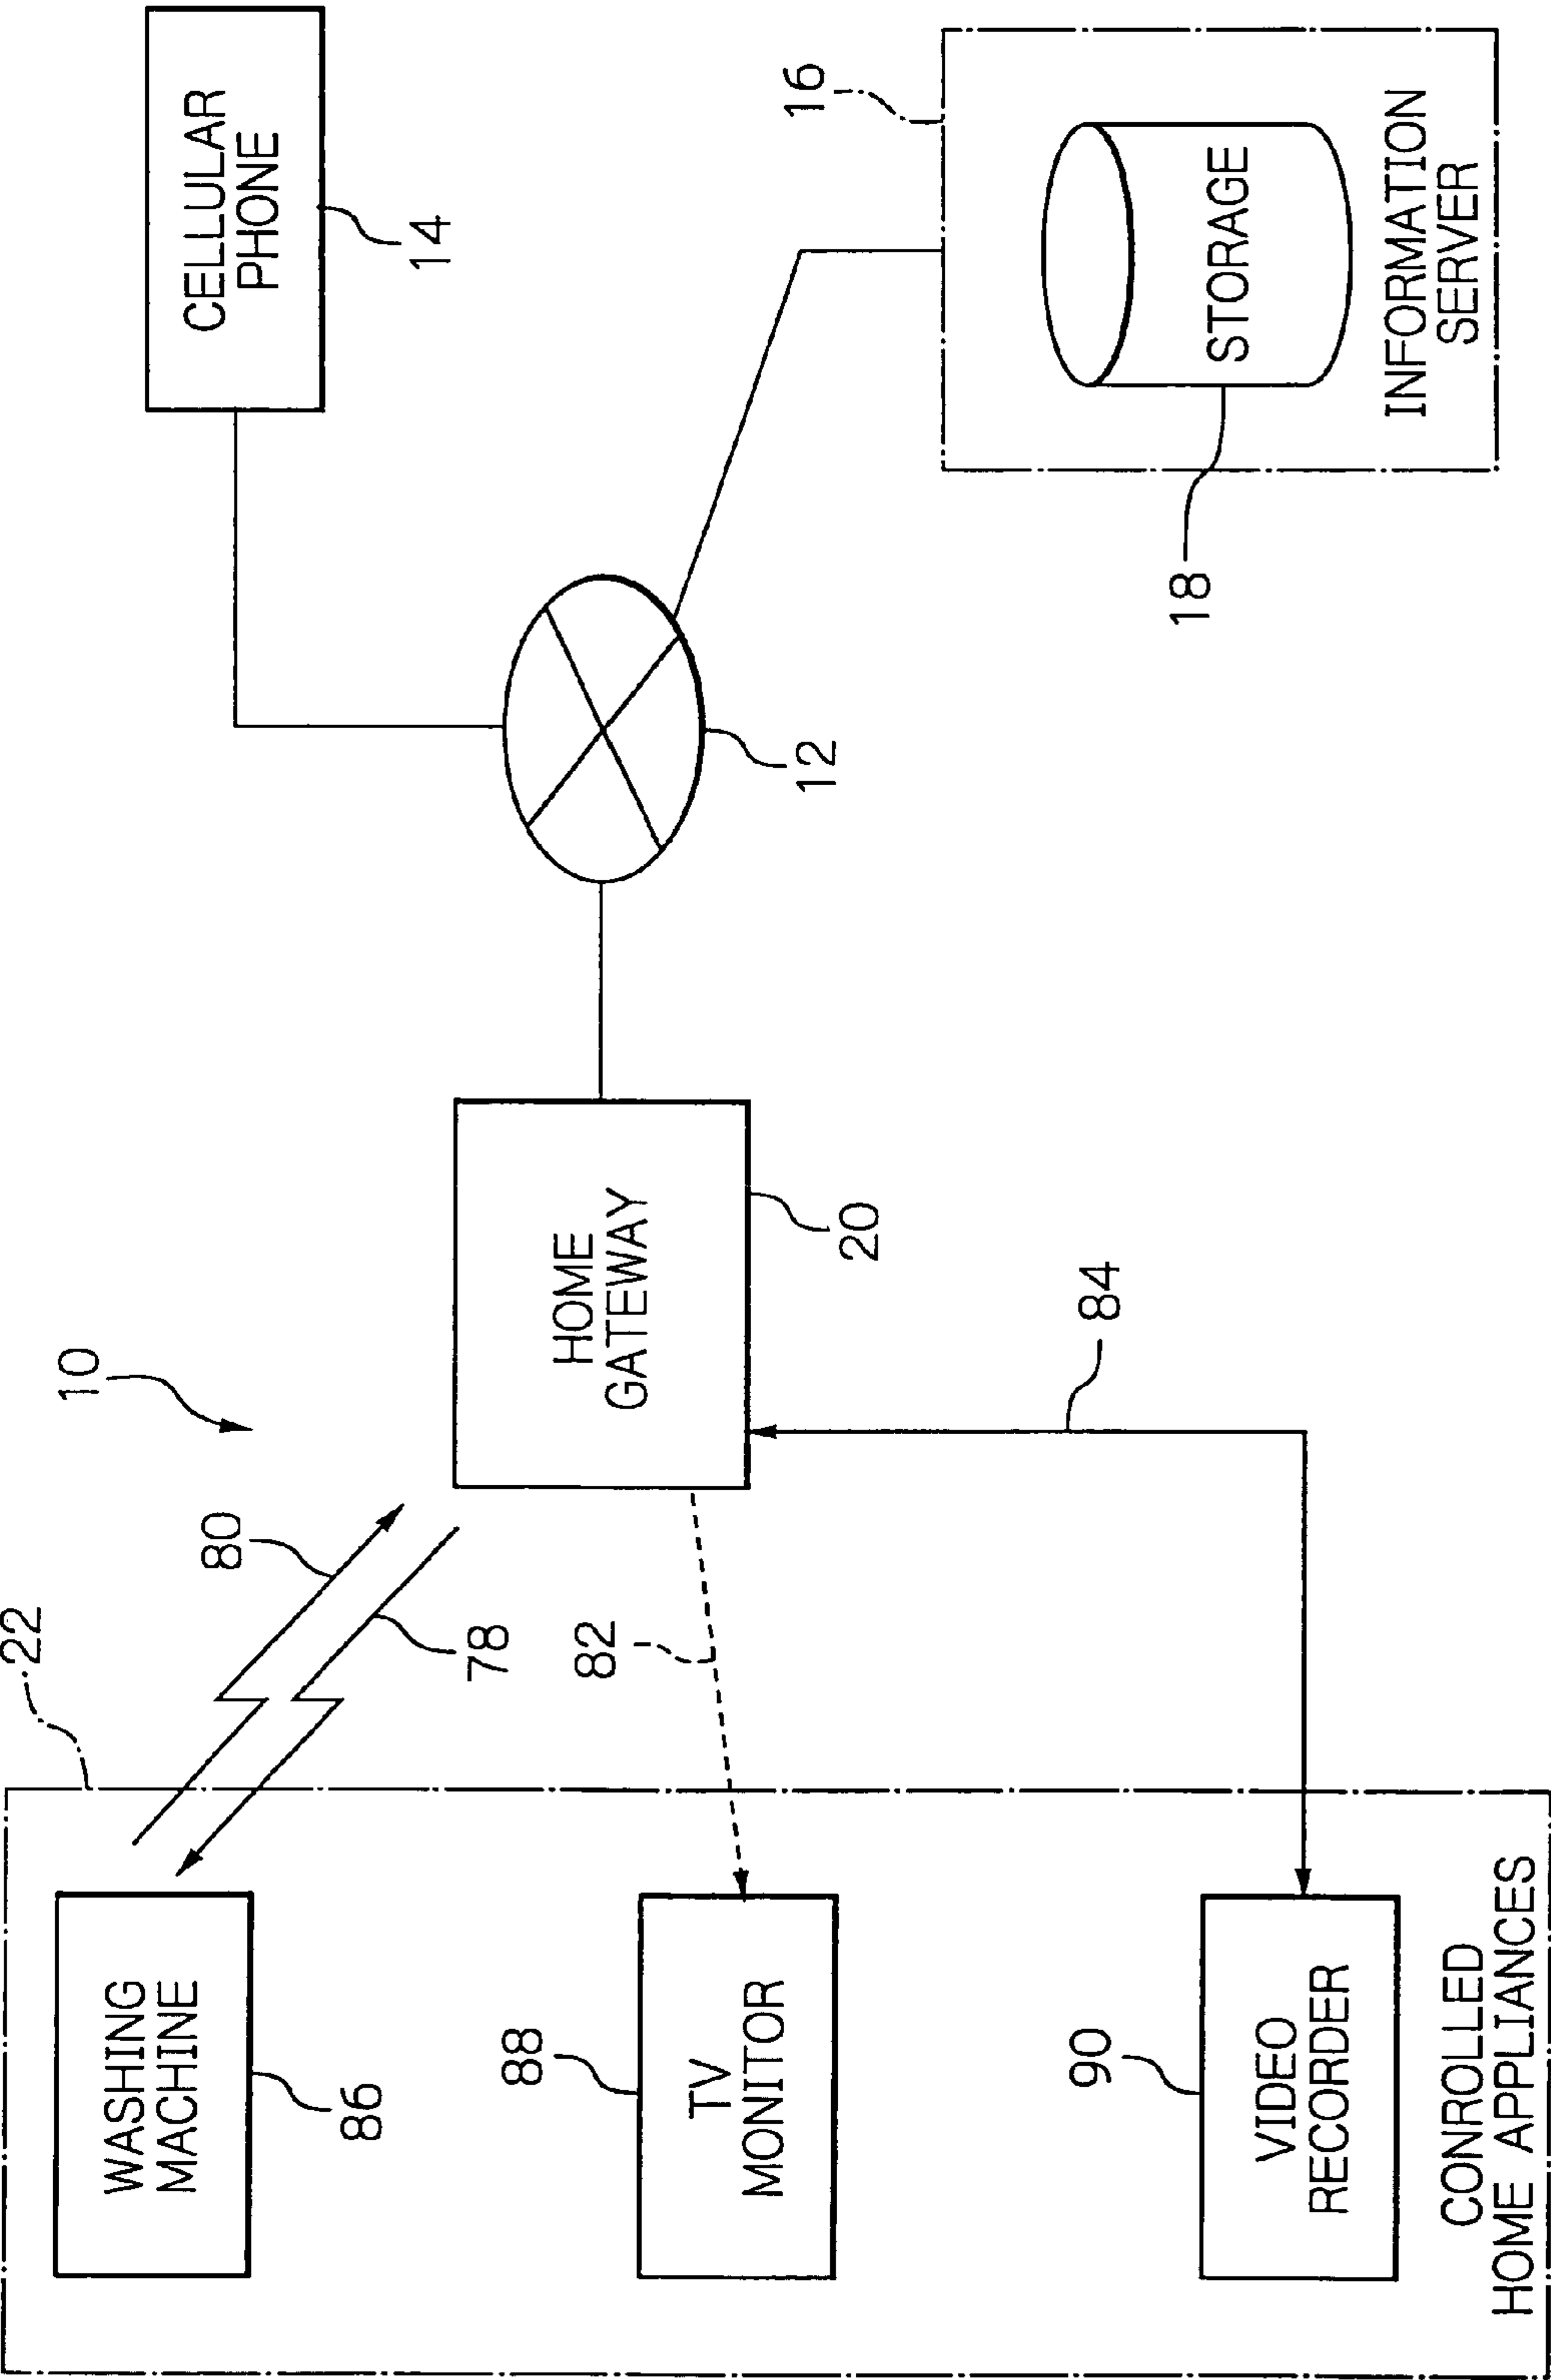 22
WASHING
MACHINE
86
80
78
10
CELLULAR
PHONE
14
88
TV
MONITOR
82
HOME
GATEWAY
20
12
16
90
VIDEO
RECORDER
84
18
STORAGE
INFORMATION
SERVER
CONROLLED
HOME APPLIANCES